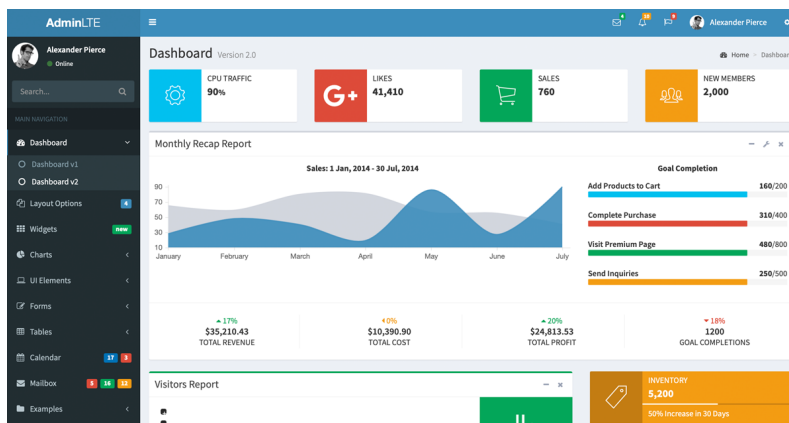 AdminLTE
4
10
9
Alexander Pierce
Alexander Pierce
Online
Search...
MAIN NAVIGATION
Dashboard
Dashboard v1
Dashboard v2
Layout Options 4
Widgets new
Charts
UI Elements
Forms
Tables
Calendar 17 3
Mailbox 5 16 12
Examples
Dashboard Version 2.0
Home > Dashboar
CPU TRAFFIC
90%
G+
LIKES
41,410
SALES
760
NEW MEMBERS
2,000
Monthly Recap Report
Sales: 1 Jan, 2014 - 30 Jul, 2014
90
70
50
30
10
January February March April May June July
Goal Completion
Add Products to Cart 160/200
Complete Purchase 310/400
Visit Premium Page 480/800
Send Inquiries 250/500
17%
$35,210.43
TOTAL REVENUE
0%
$10,390.90
TOTAL COST
20%
$24,813.53
TOTAL PROFIT
18%
1200
GOAL COMPLETIONS
Visitors Report
INVENTORY
5,200
50% Increase in 30 Days